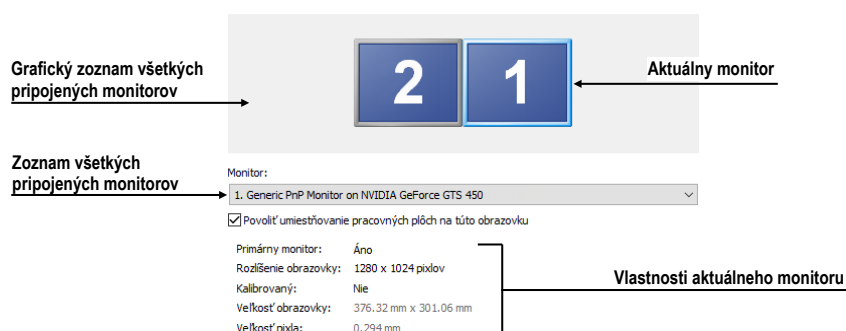 Grafický zoznam všetkých
pripojených monitorov
2 1
Aktuálny monitor
Zoznam všetkých
pripojených monitorov
Monitor:
1. Generic PnP Monitor on NVIDIA GeForce GTS 450
Povoliť umiestňovanie pracovných plôch na túto obrazovku
Primárny monitor: Áno
Rozlíšenie obrazovky: 1280 x 1024 pixlov
Kalibrovaný: Nie
Veľkosť obrazovky: 376.32 mm x 301.06 mm
Veľkosť pixla: 0.294 mm
Vlastnosti aktuálneho monitoru